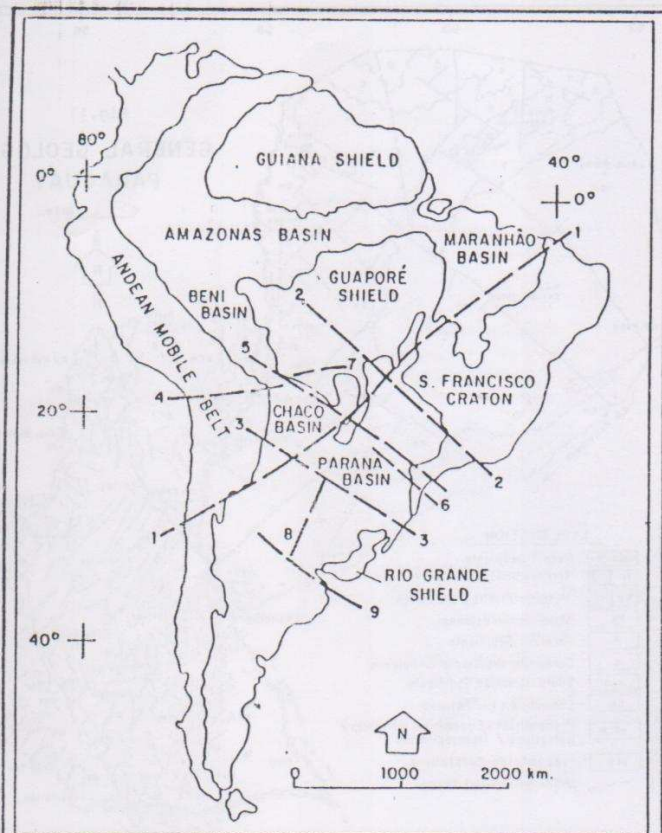 80°
0°
40°
0°
GUIANA SHIELD
AMAZONAS BASIN
MARANHÃO
BASIN
1
GUAPORÉ
SHIELD
2
BENI
BASIN
ANDEAN MOBILE BELT
5
7
4
S. FRANCISCO
CRATON
20°
CHACO
BASIN
3
PARANA
BASIN
2
6
1
8
3
RIO GRANDE
SHIELD
9
40°
N
0
1000
2000 km.